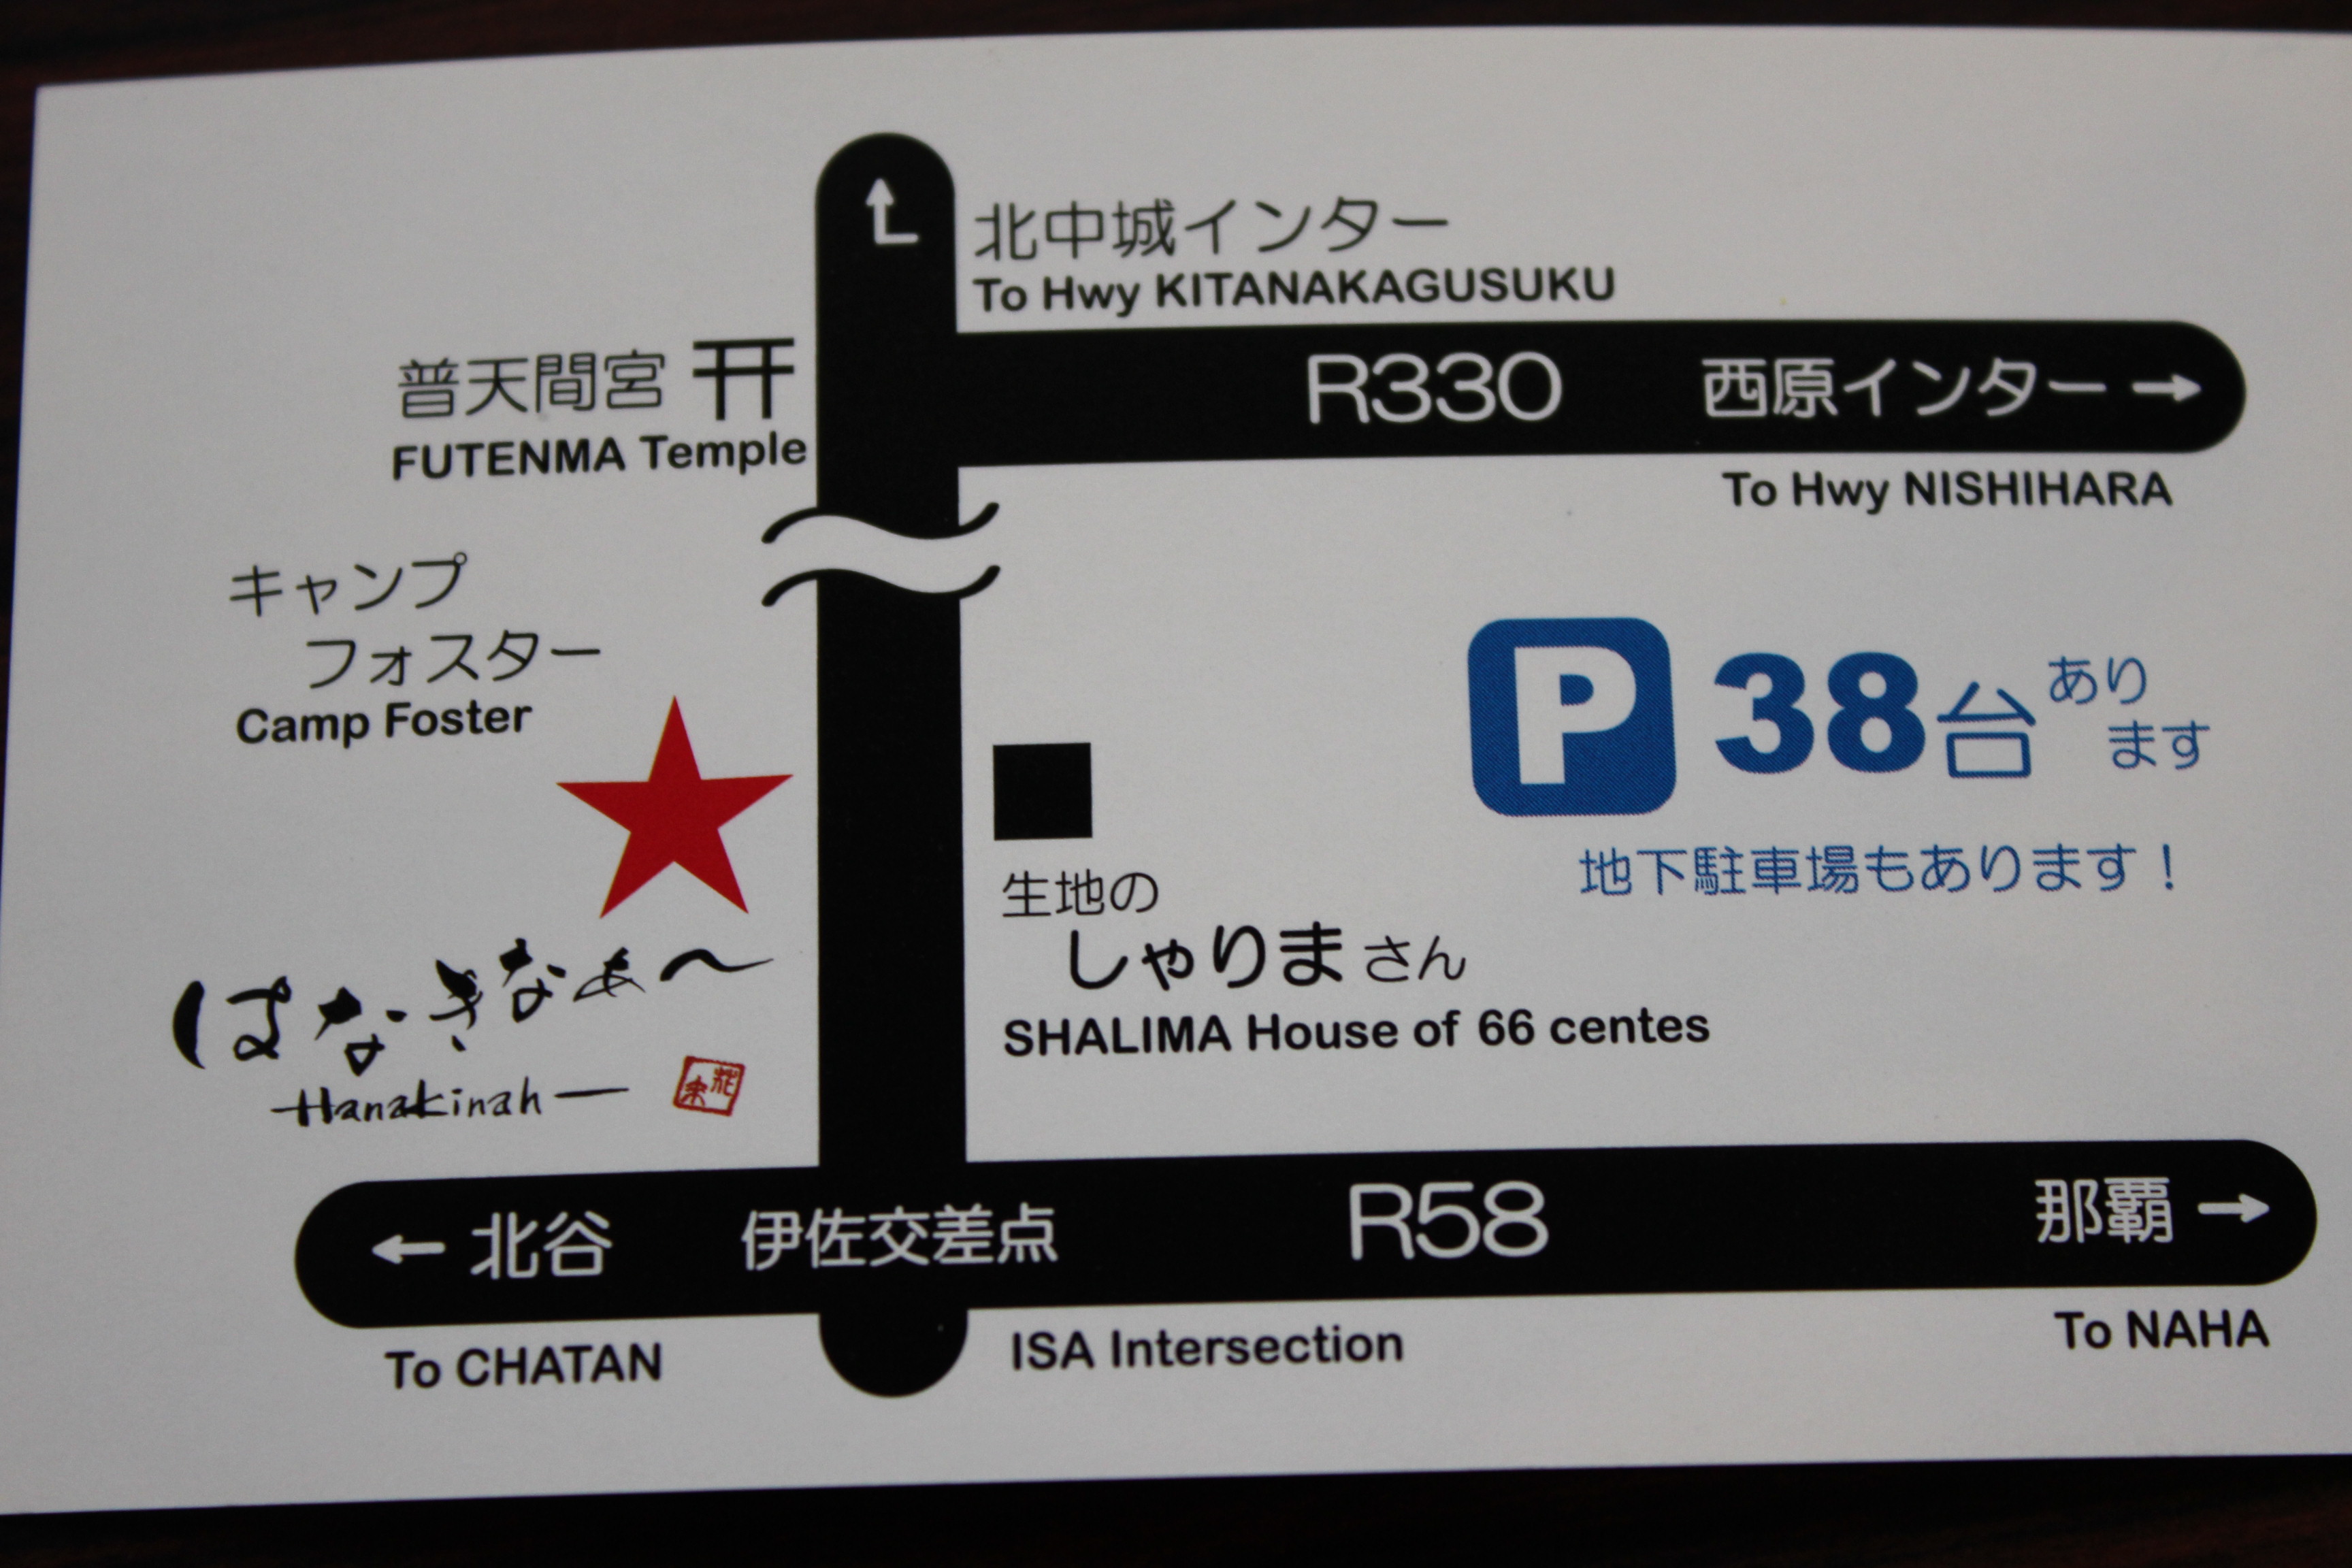 北中城インター
To Hwy KITANAKAGUSUKU
普天間宮
FUTENMA Temple
R330 西原インター →
To Hwy NISHIHARA
キャンプ
フォスター
Camp Foster
P 38台あり
ます
地下駐車場もあります！
生地の
しゃりまさん
SHALIMA House of 66 centes
はなきなぁ〜
Hanakinah—
花来
← 北谷 伊佐交差点 R58 那覇 →
To CHATAN
ISA Intersection
To NAHA